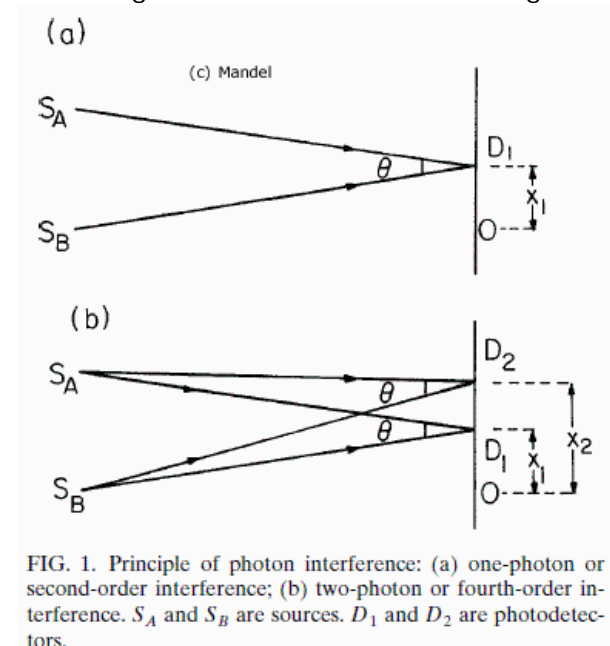 (a)
(c) Mandel
S_A
D_1
θ
x_1
S_B
O
(b)
D_2
S_A
θ
θ
x_2
D_1
x_1
S_B
O
FIG. 1. Principle of photon interference: (a) one-photon or
second-order interference; (b) two-photon or fourth-order in-
terference. S_A and S_B are sources. D_1 and D_2 are photodetec-
tors.